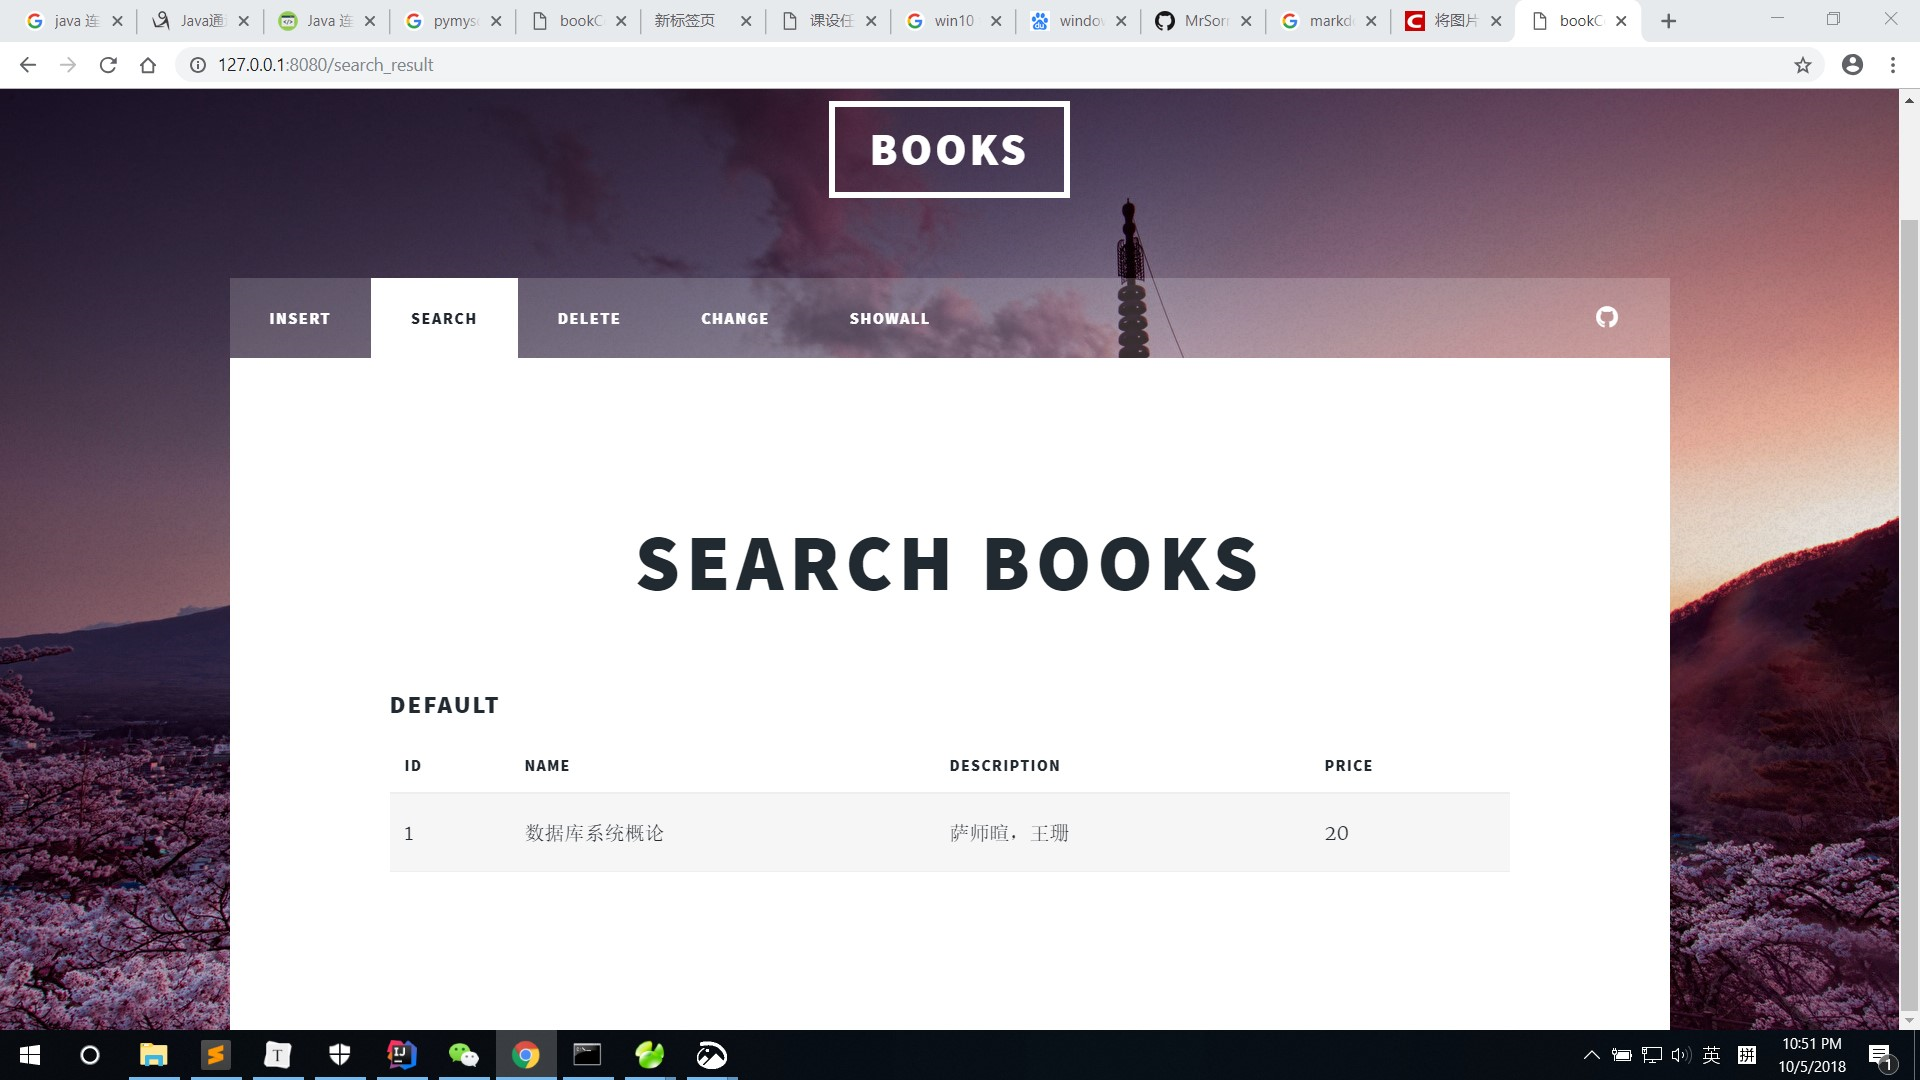 java 连
Java通
Java 连
pymys
bookC
新标签页
课设任
win10
windo
MrSorr
markd
将图片
bookC
127.0.0.1:8080/search_result
BOOKS
INSERT SEARCH DELETE CHANGE SHOWALL
SEARCH BOOKS
DEFAULT
ID NAME DESCRIPTION PRICE
1 数据库系统概论 萨师暄，王珊 20
英 拼
10:51 PM
10/5/2018
1